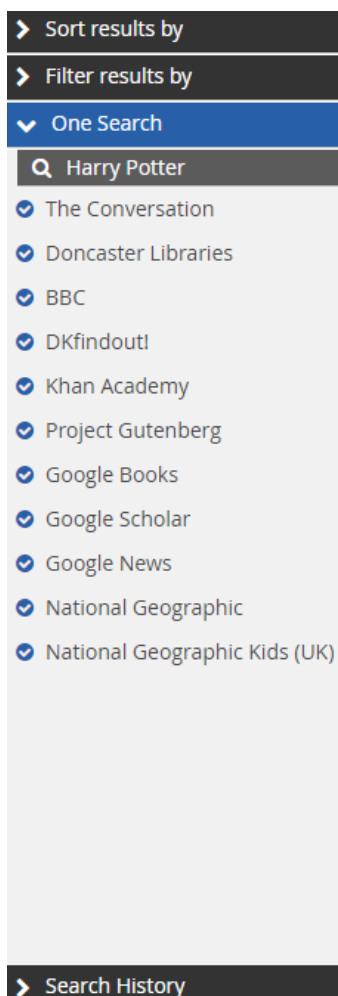 Sort results by
Filter results by
One Search
Harry Potter
The Conversation
Doncaster Libraries
BBC
DKfindout!
Khan Academy
Project Gutenberg
Google Books
Google Scholar
Google News
National Geographic
National Geographic Kids (UK)
Search History